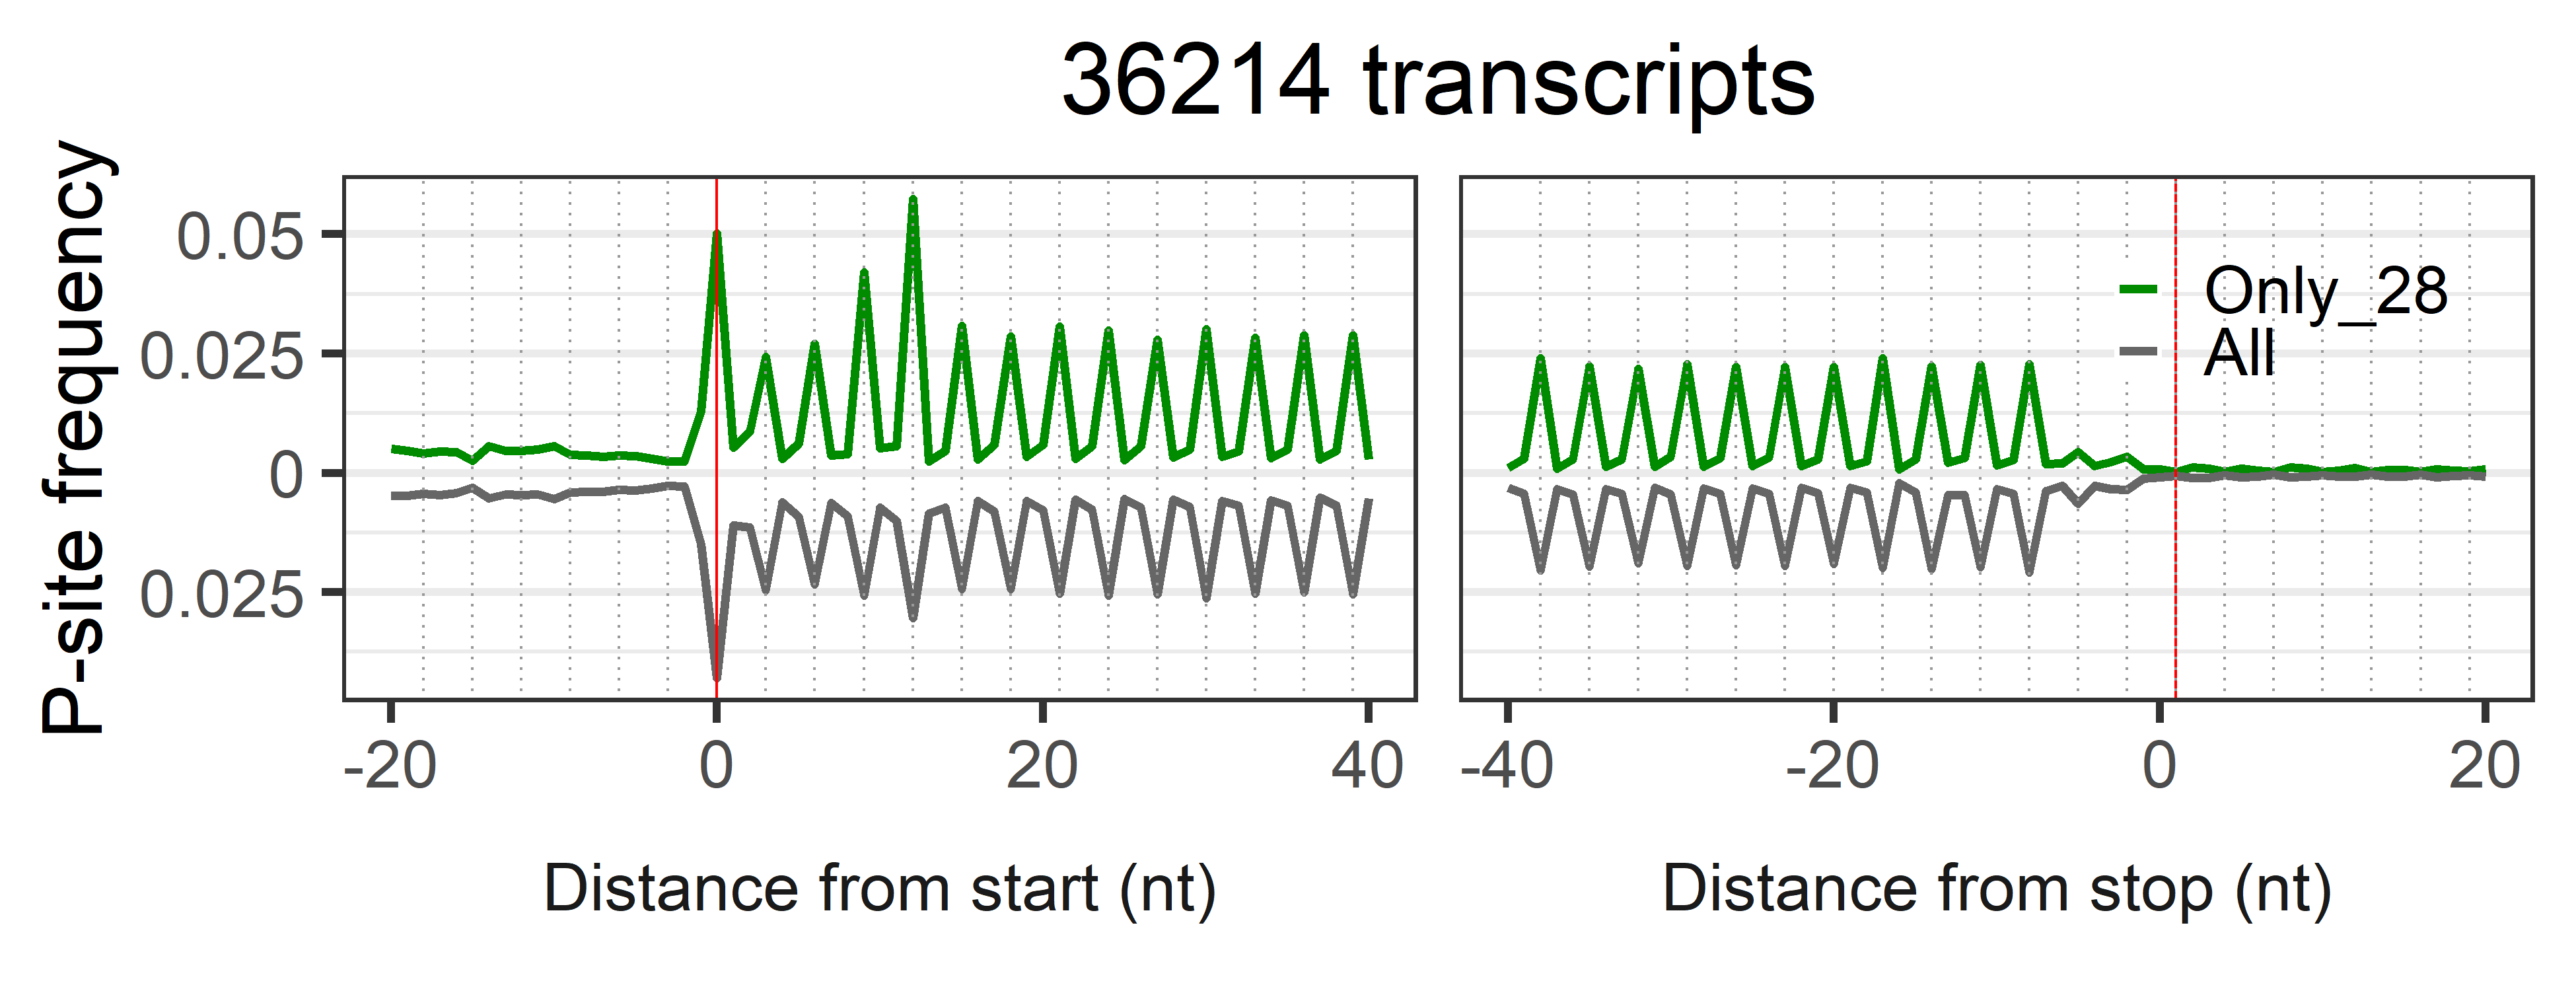 36214 transcripts
P-site frequency
0.05
0.025
0
0.025
Only_28
All
-20 0 20 40
-40 -20 0 20
Distance from start (nt)
Distance from stop (nt)